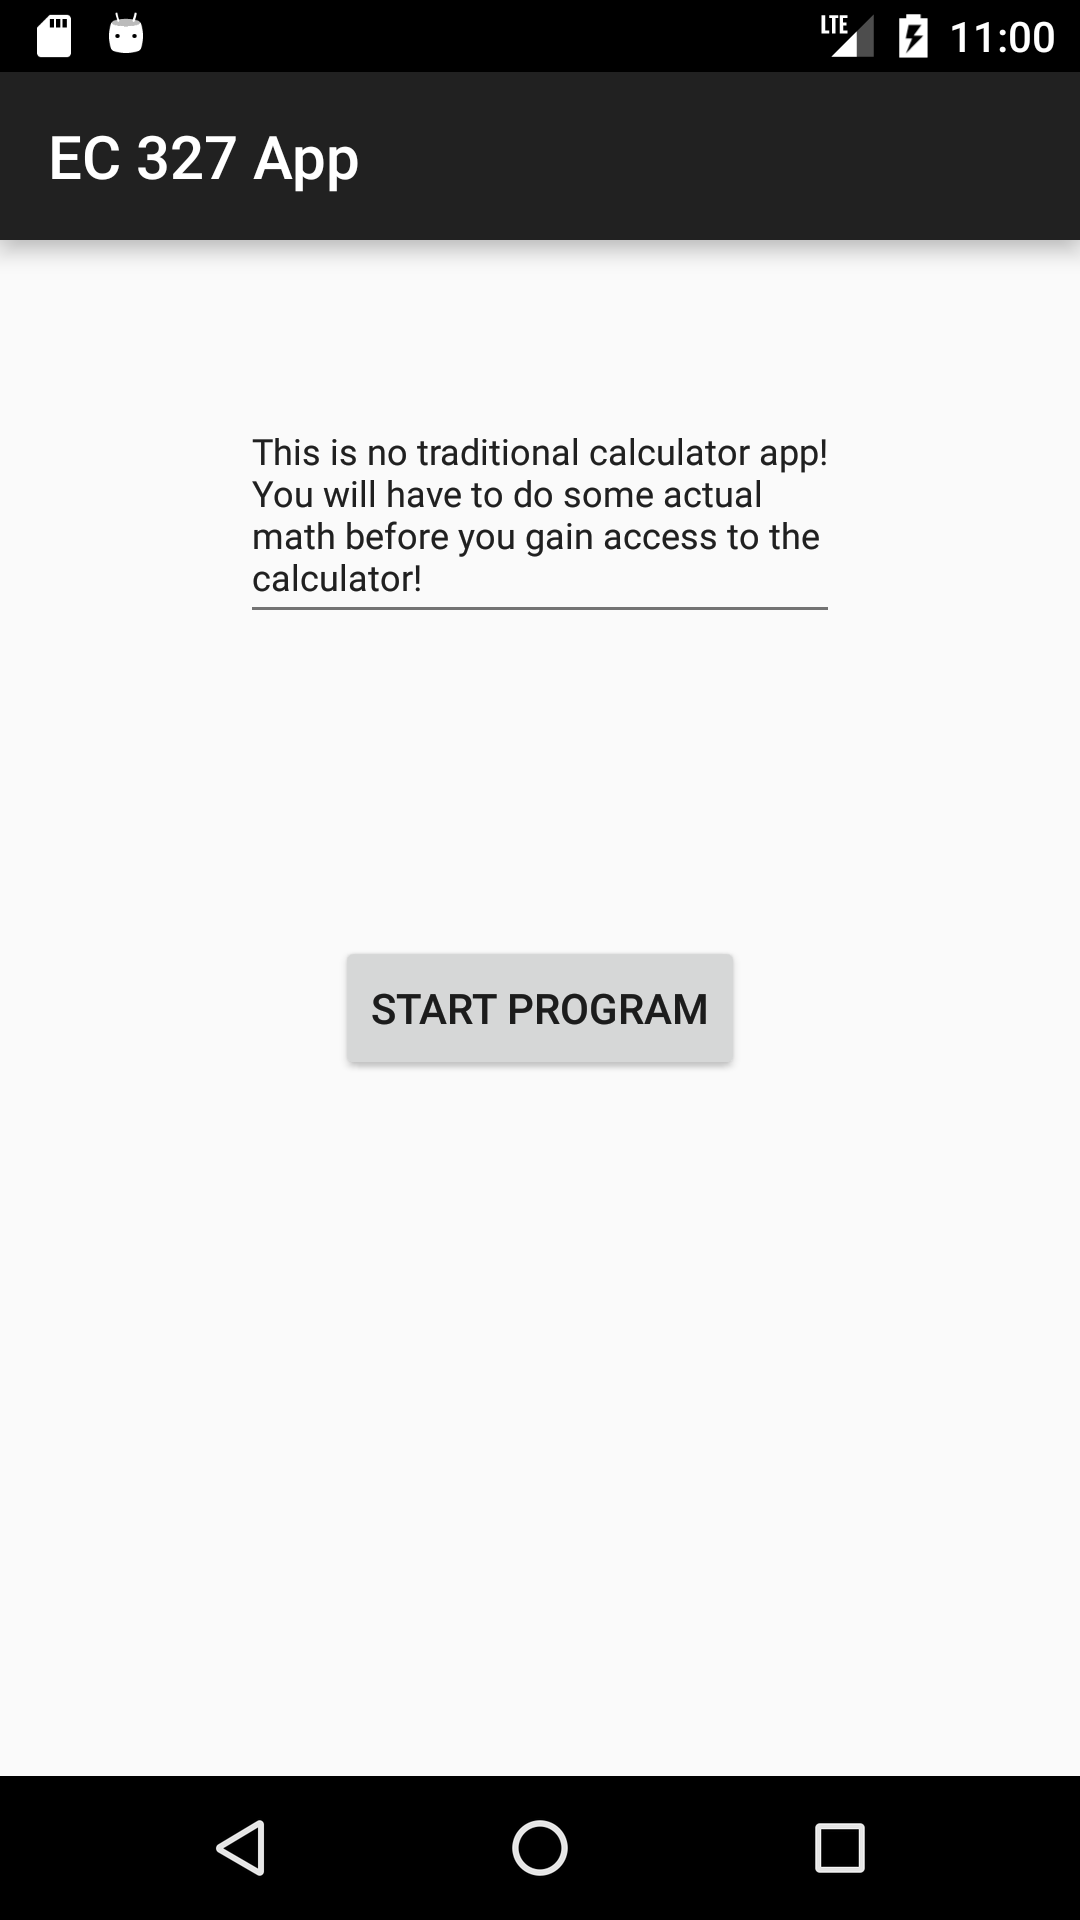 LTE 11:00
EC 327 App
This is no traditional calculator app!
You will have to do some actual
math before you gain access to the
calculator!
START PROGRAM